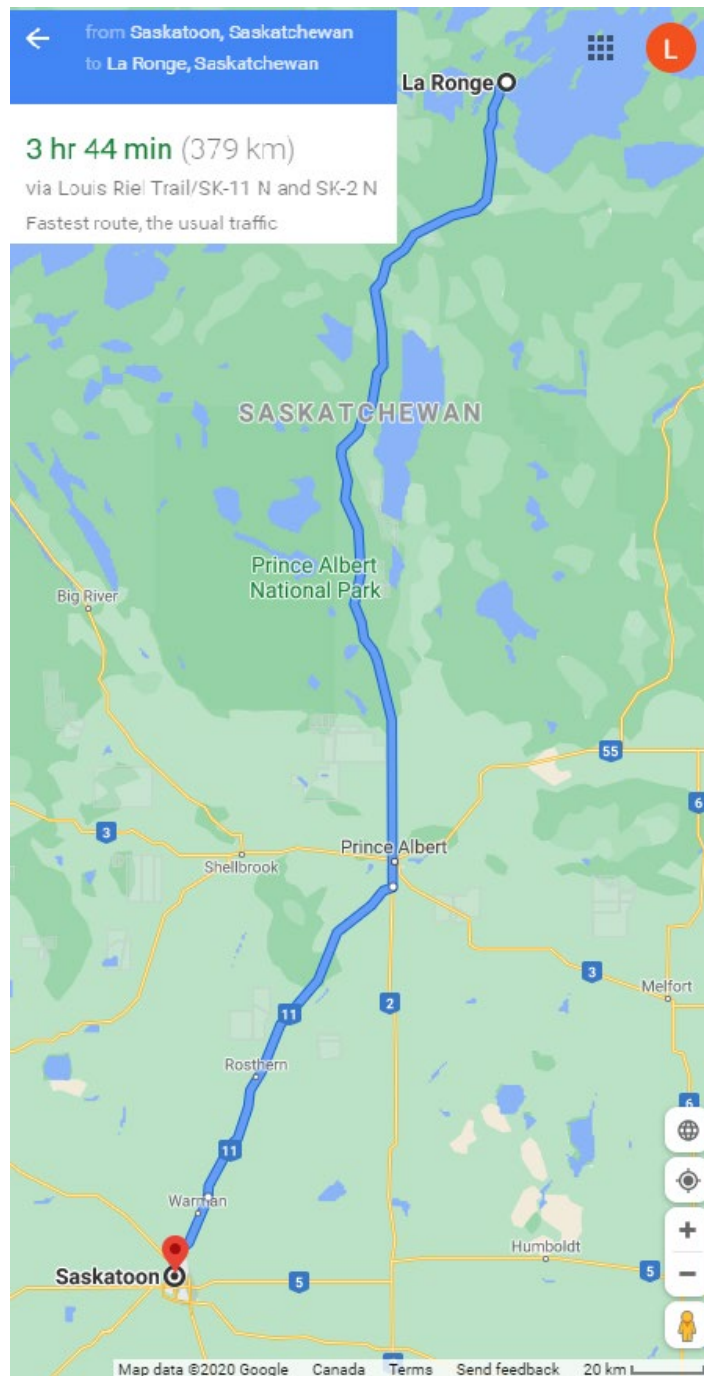 from Saskatoon, Saskatchewan
to La Ronge, Saskatchewan
L
3 hr 44 min (379 km)
via Louis Riel Trail/SK-11 N and SK-2 N
Fastest route, the usual traffic
La Ronge
SASKATCHEWAN
Prince Albert
National Park
Big River
55
6
3
Prince Albert
Shellbrook
3
Melfort
2
11
Rosthern
6
11
Warman
Humboldt
Saskatoon
5
5
Map data ©2020 Google Canada Terms Send feedback 20 km